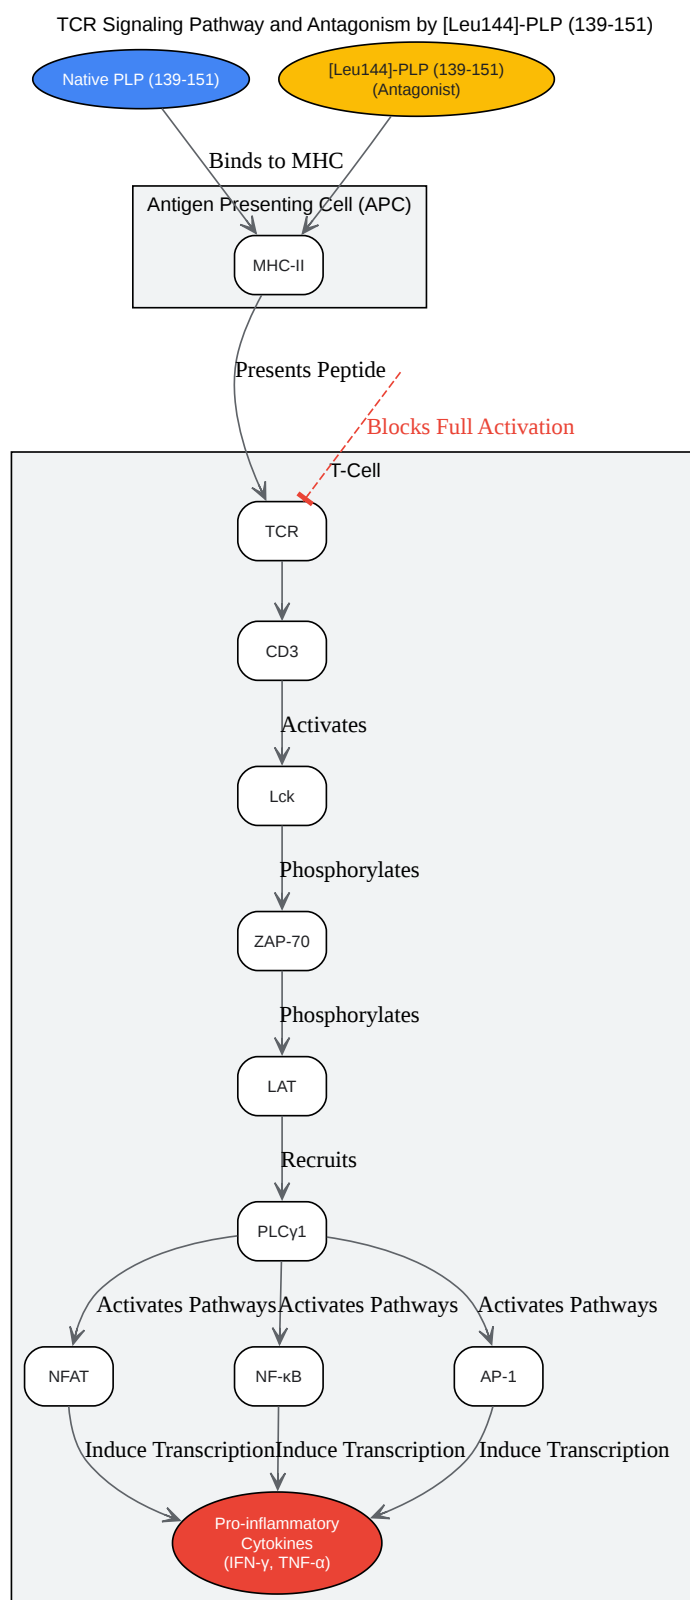 TCR Signaling Pathway and Antagonism by [Leu144]-PLP (139-151)
Native PLP (139-151)
[Leu144]-PLP (139-151)
(Antagonist)
Binds to MHC
Antigen Presenting Cell (APC)
MHC-II
Presents Peptide
Blocks Full Activation
T-Cell
TCR
CD3
Activates
Lck
Phosphorylates
ZAP-70
Phosphorylates
LAT
Recruits
PLCγ1
Activates Pathways
Activates Pathways
Activates Pathways
NFAT
NF-κB
AP-1
Induce Transcription
Induce Transcription
Induce Transcription
Pro-inflammatory
Cytokines
(IFN-γ, TNF-α)